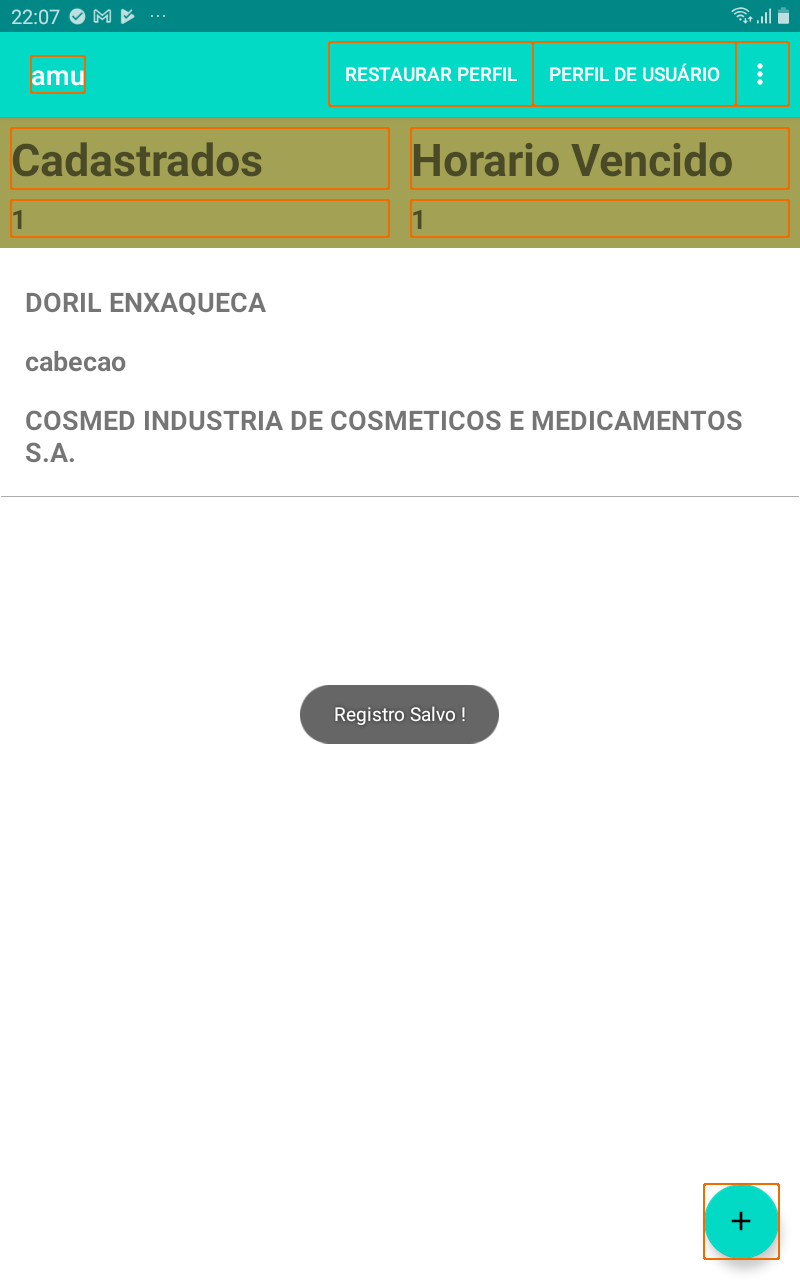 22:07
amu
RESTAURAR PERFIL
PERFIL DE USUÁRIO
Cadastrados
Horario Vencido
1
1
DORIL ENXAQUECA
cabecao
COSMED INDUSTRIA DE COSMETICOS E MEDICAMENTOS
S.A.
Registro Salvo !